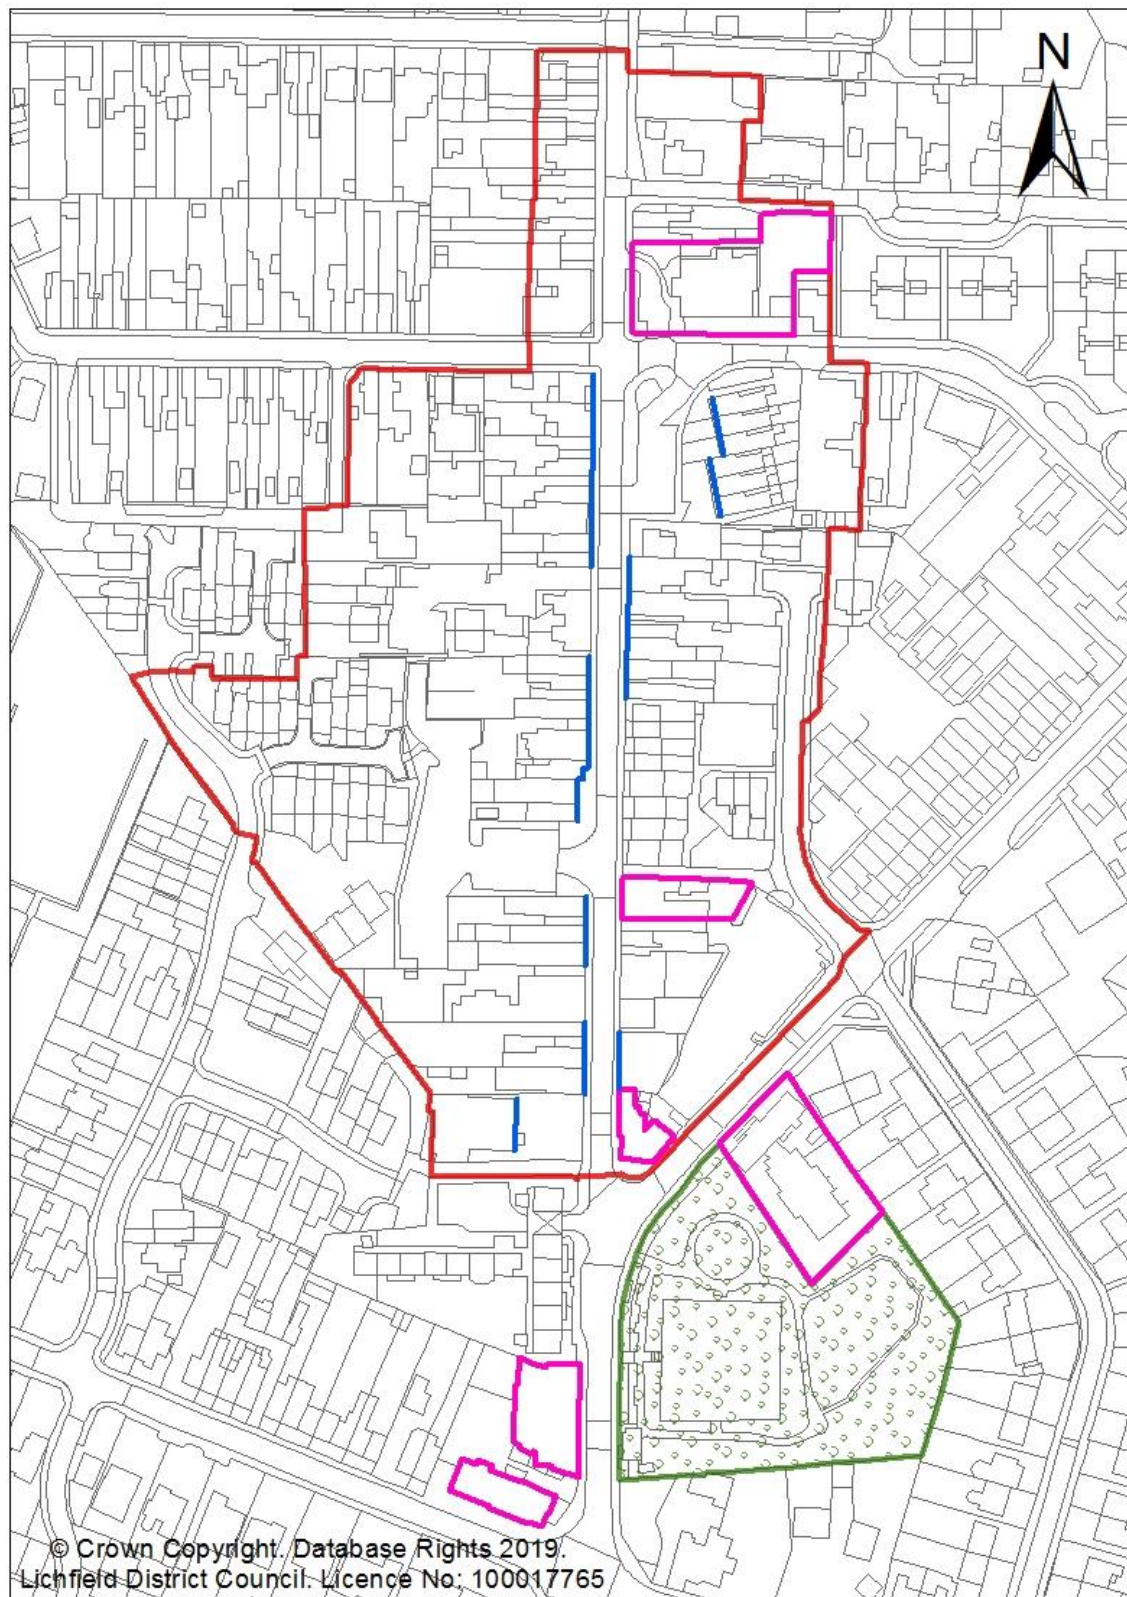 N
© Crown Copyright. Database Rights 2019.
Lichfield District Council. Licence No: 100017765